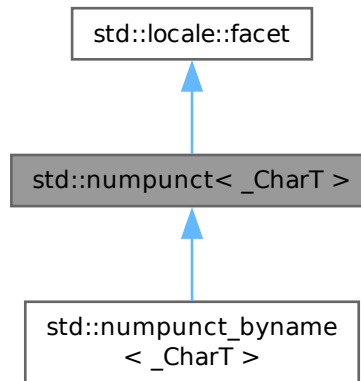 std::locale::facet
std::numpunct< _CharT >
std::numpunct_byname
< _CharT >